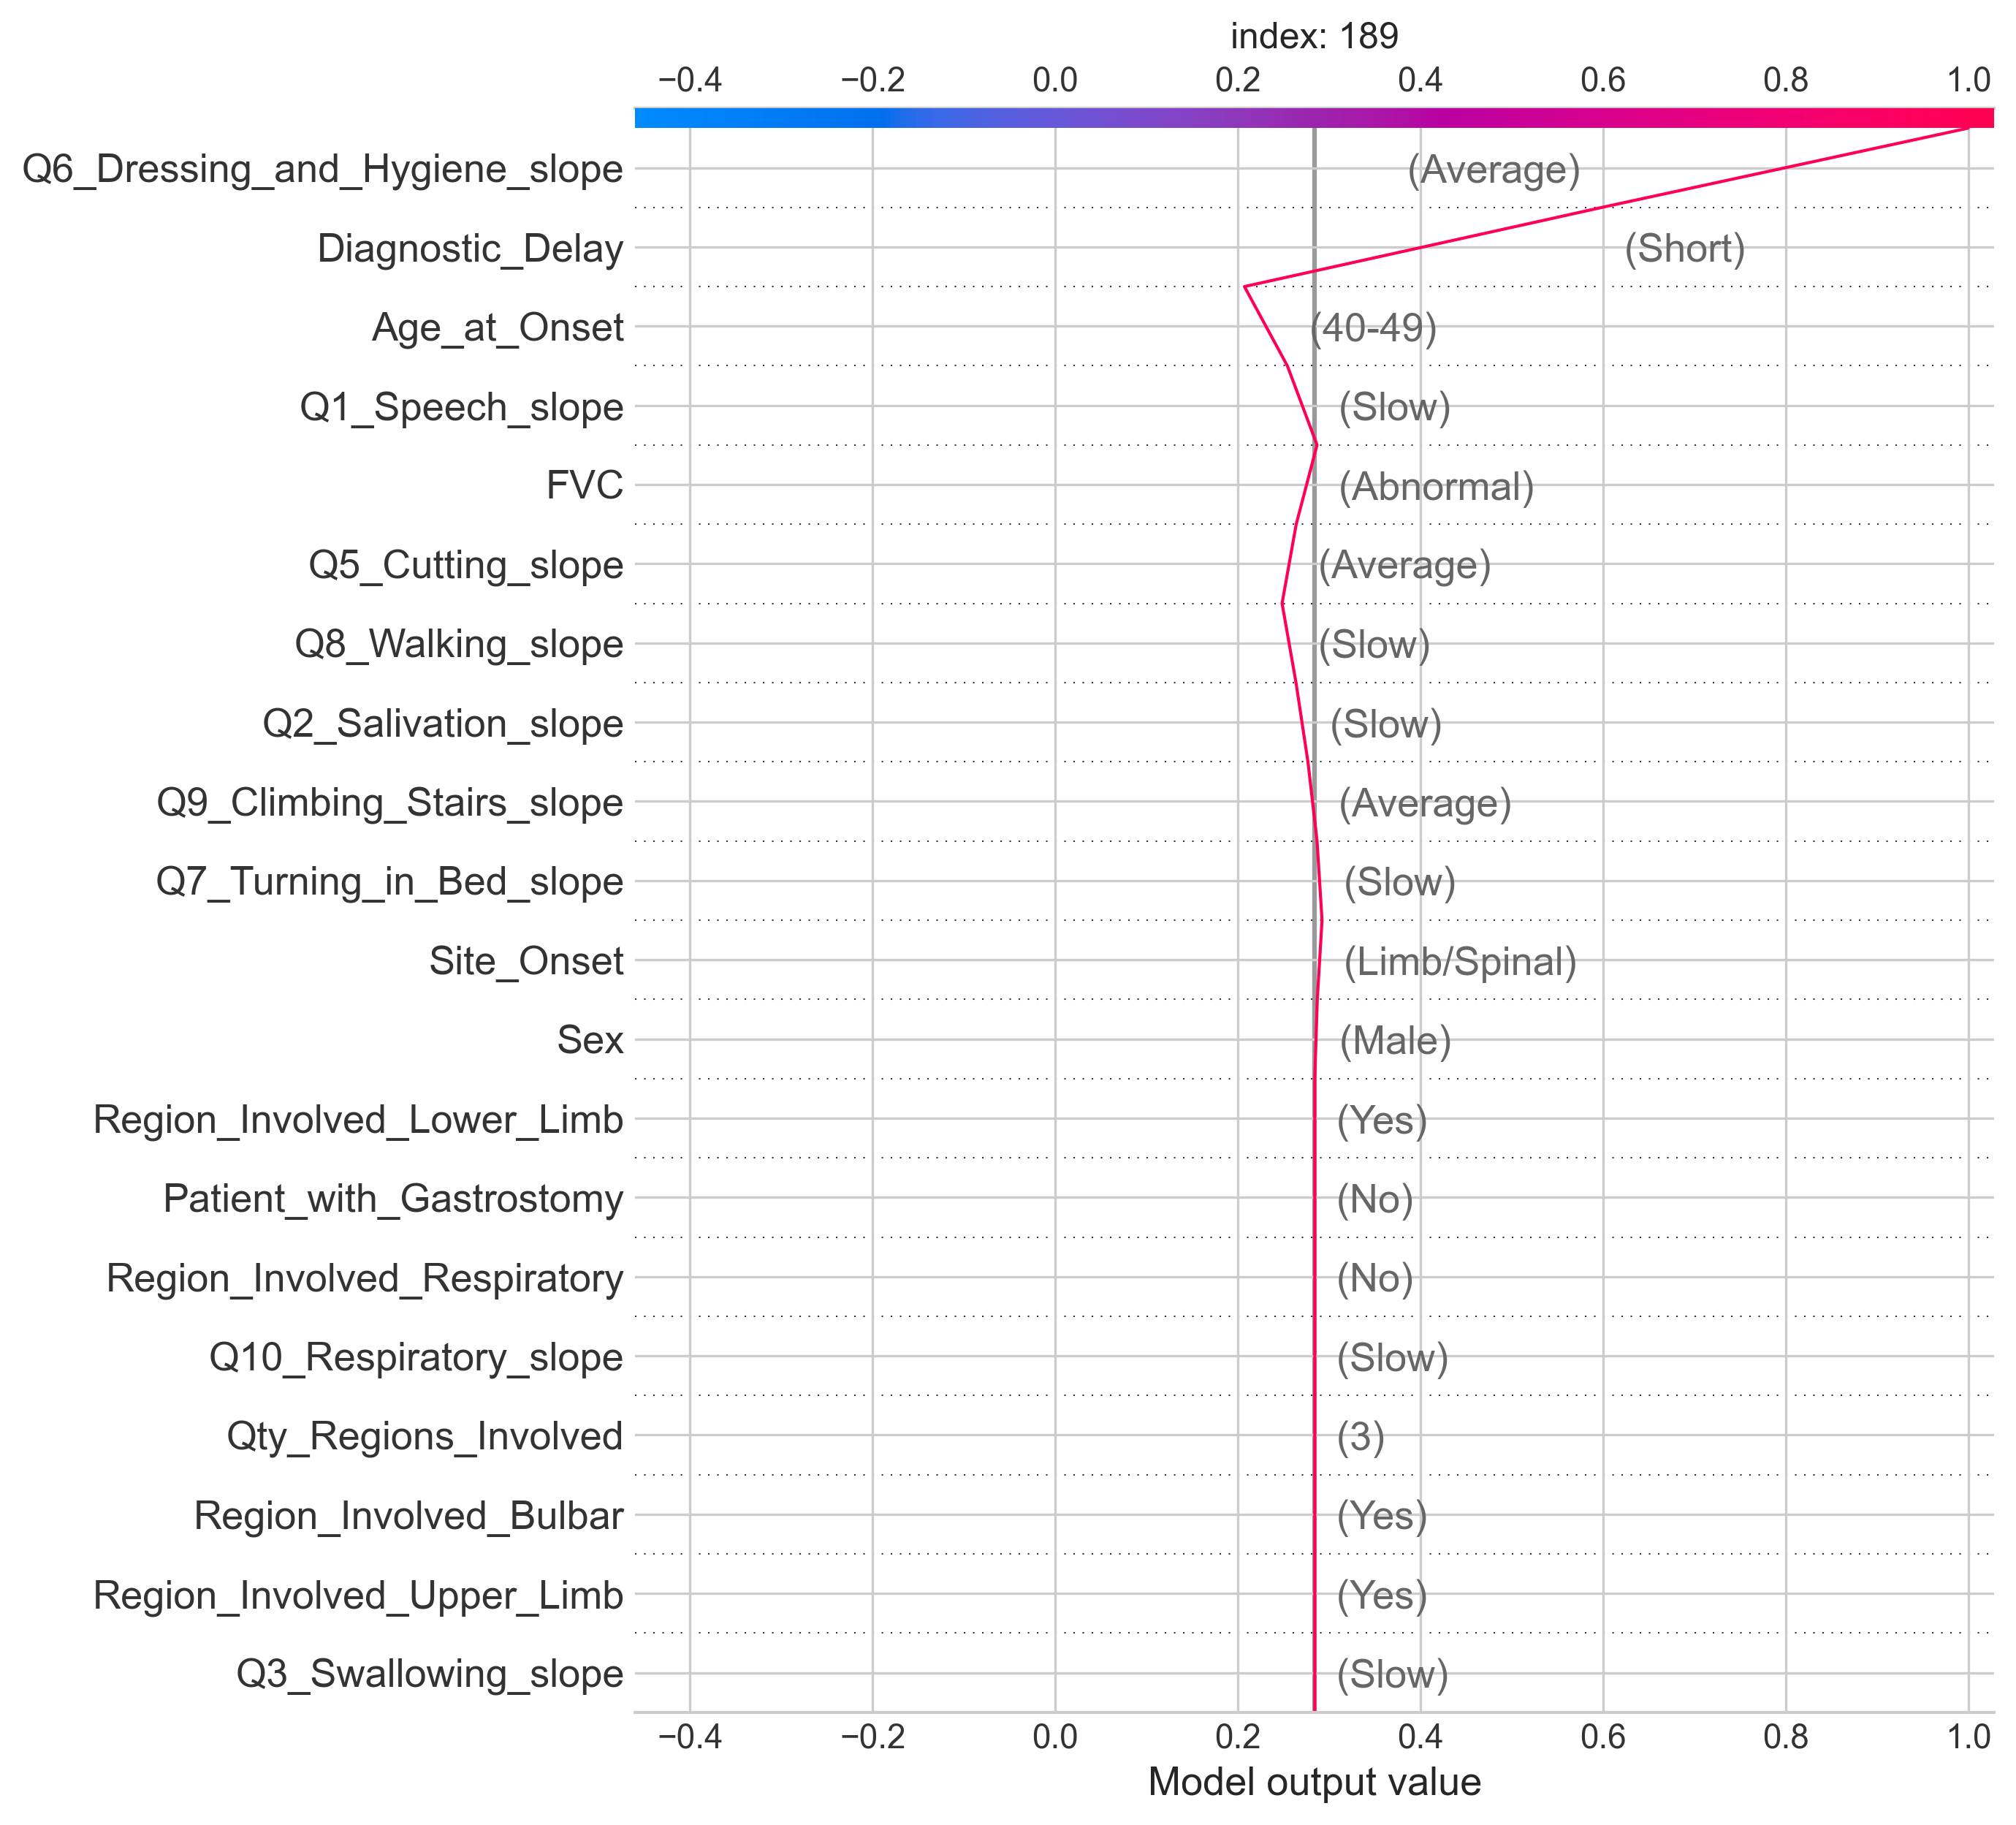 index: 189
−0.4 −0.2 0.0 0.2 0.4 0.6 0.8 1.0
Q6_Dressing_and_Hygiene_slope (Average)
Diagnostic_Delay (Short)
Age_at_Onset (40-49)
Q1_Speech_slope (Slow)
FVC (Abnormal)
Q5_Cutting_slope (Average)
Q8_Walking_slope (Slow)
Q2_Salivation_slope (Slow)
Q9_Climbing_Stairs_slope (Average)
Q7_Turning_in_Bed_slope (Slow)
Site_Onset (Limb/Spinal)
Sex (Male)
Region_Involved_Lower_Limb (Yes)
Patient_with_Gastrostomy (No)
Region_Involved_Respiratory (No)
Q10_Respiratory_slope (Slow)
Qty_Regions_Involved (3)
Region_Involved_Bulbar (Yes)
Region_Involved_Upper_Limb (Yes)
Q3_Swallowing_slope (Slow)
−0.4 −0.2 0.0 0.2 0.4 0.6 0.8 1.0
Model output value